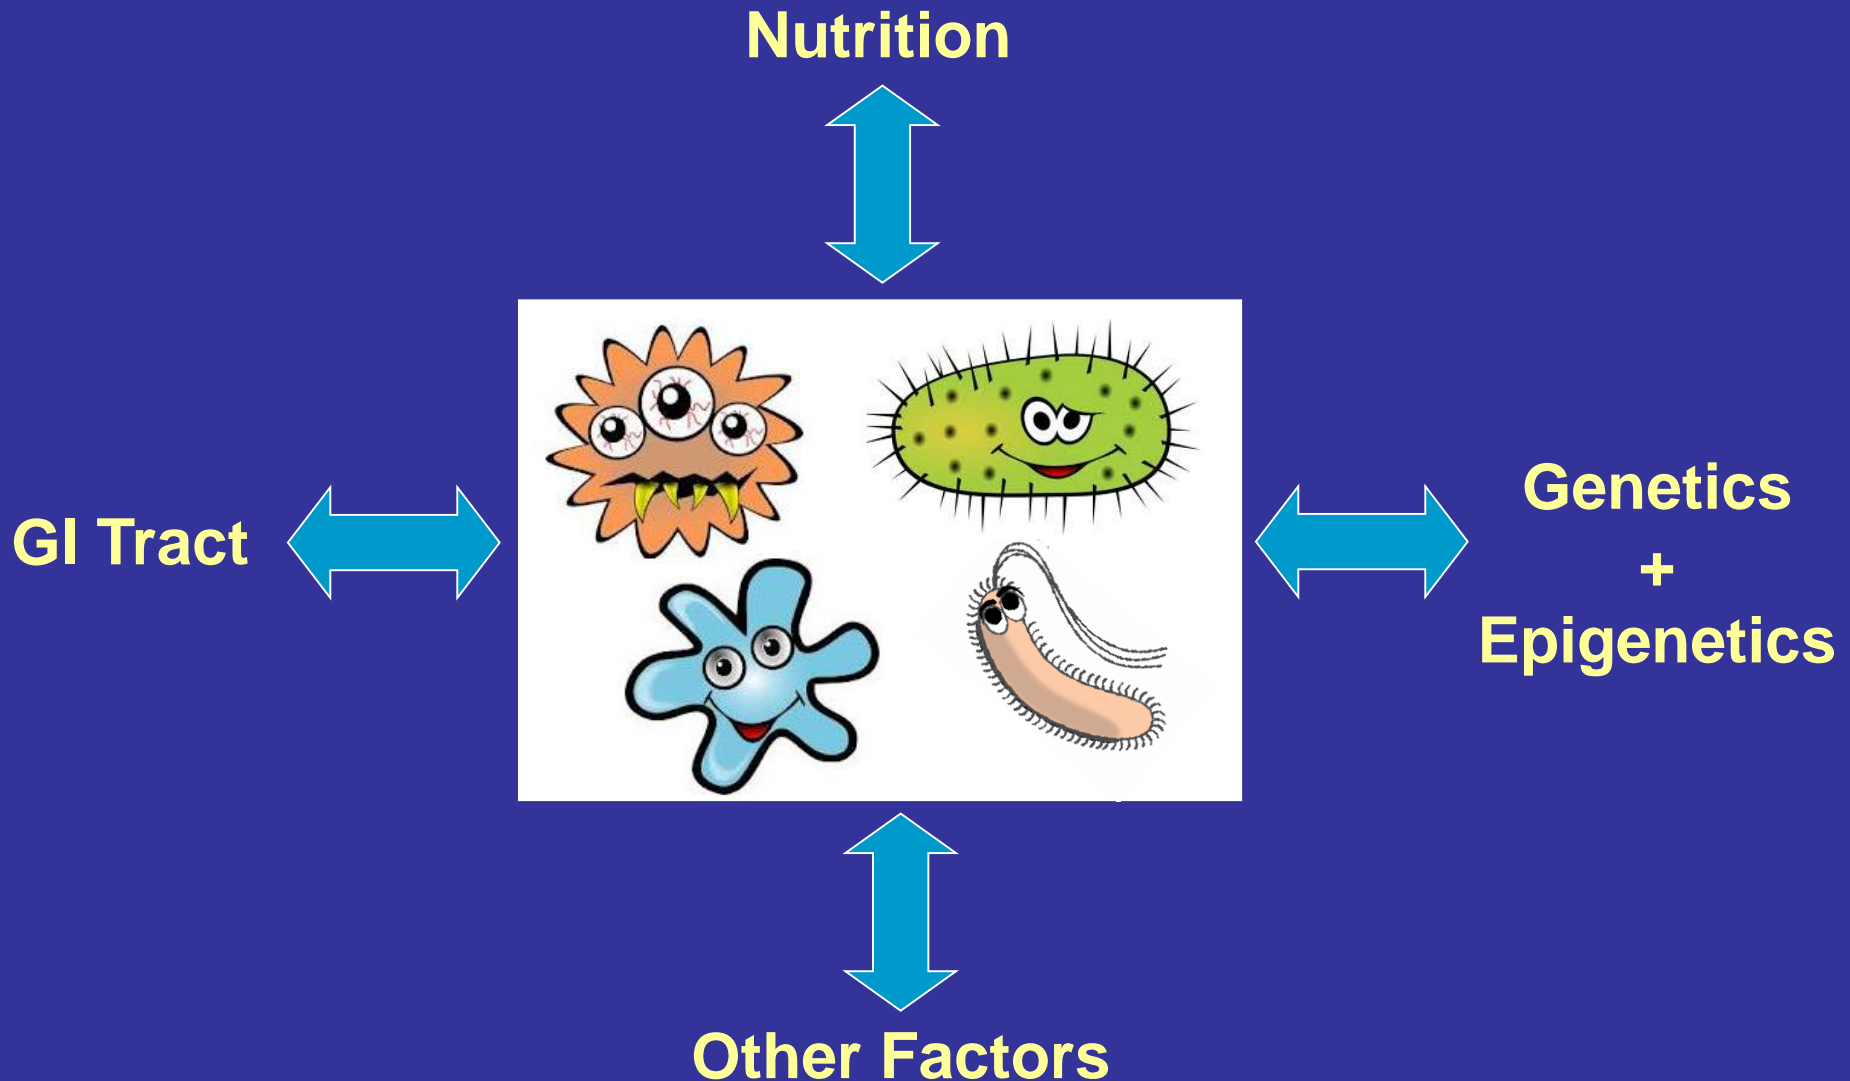 Nutrition
GI Tract
Genetics
+
Epigenetics
Other Factors